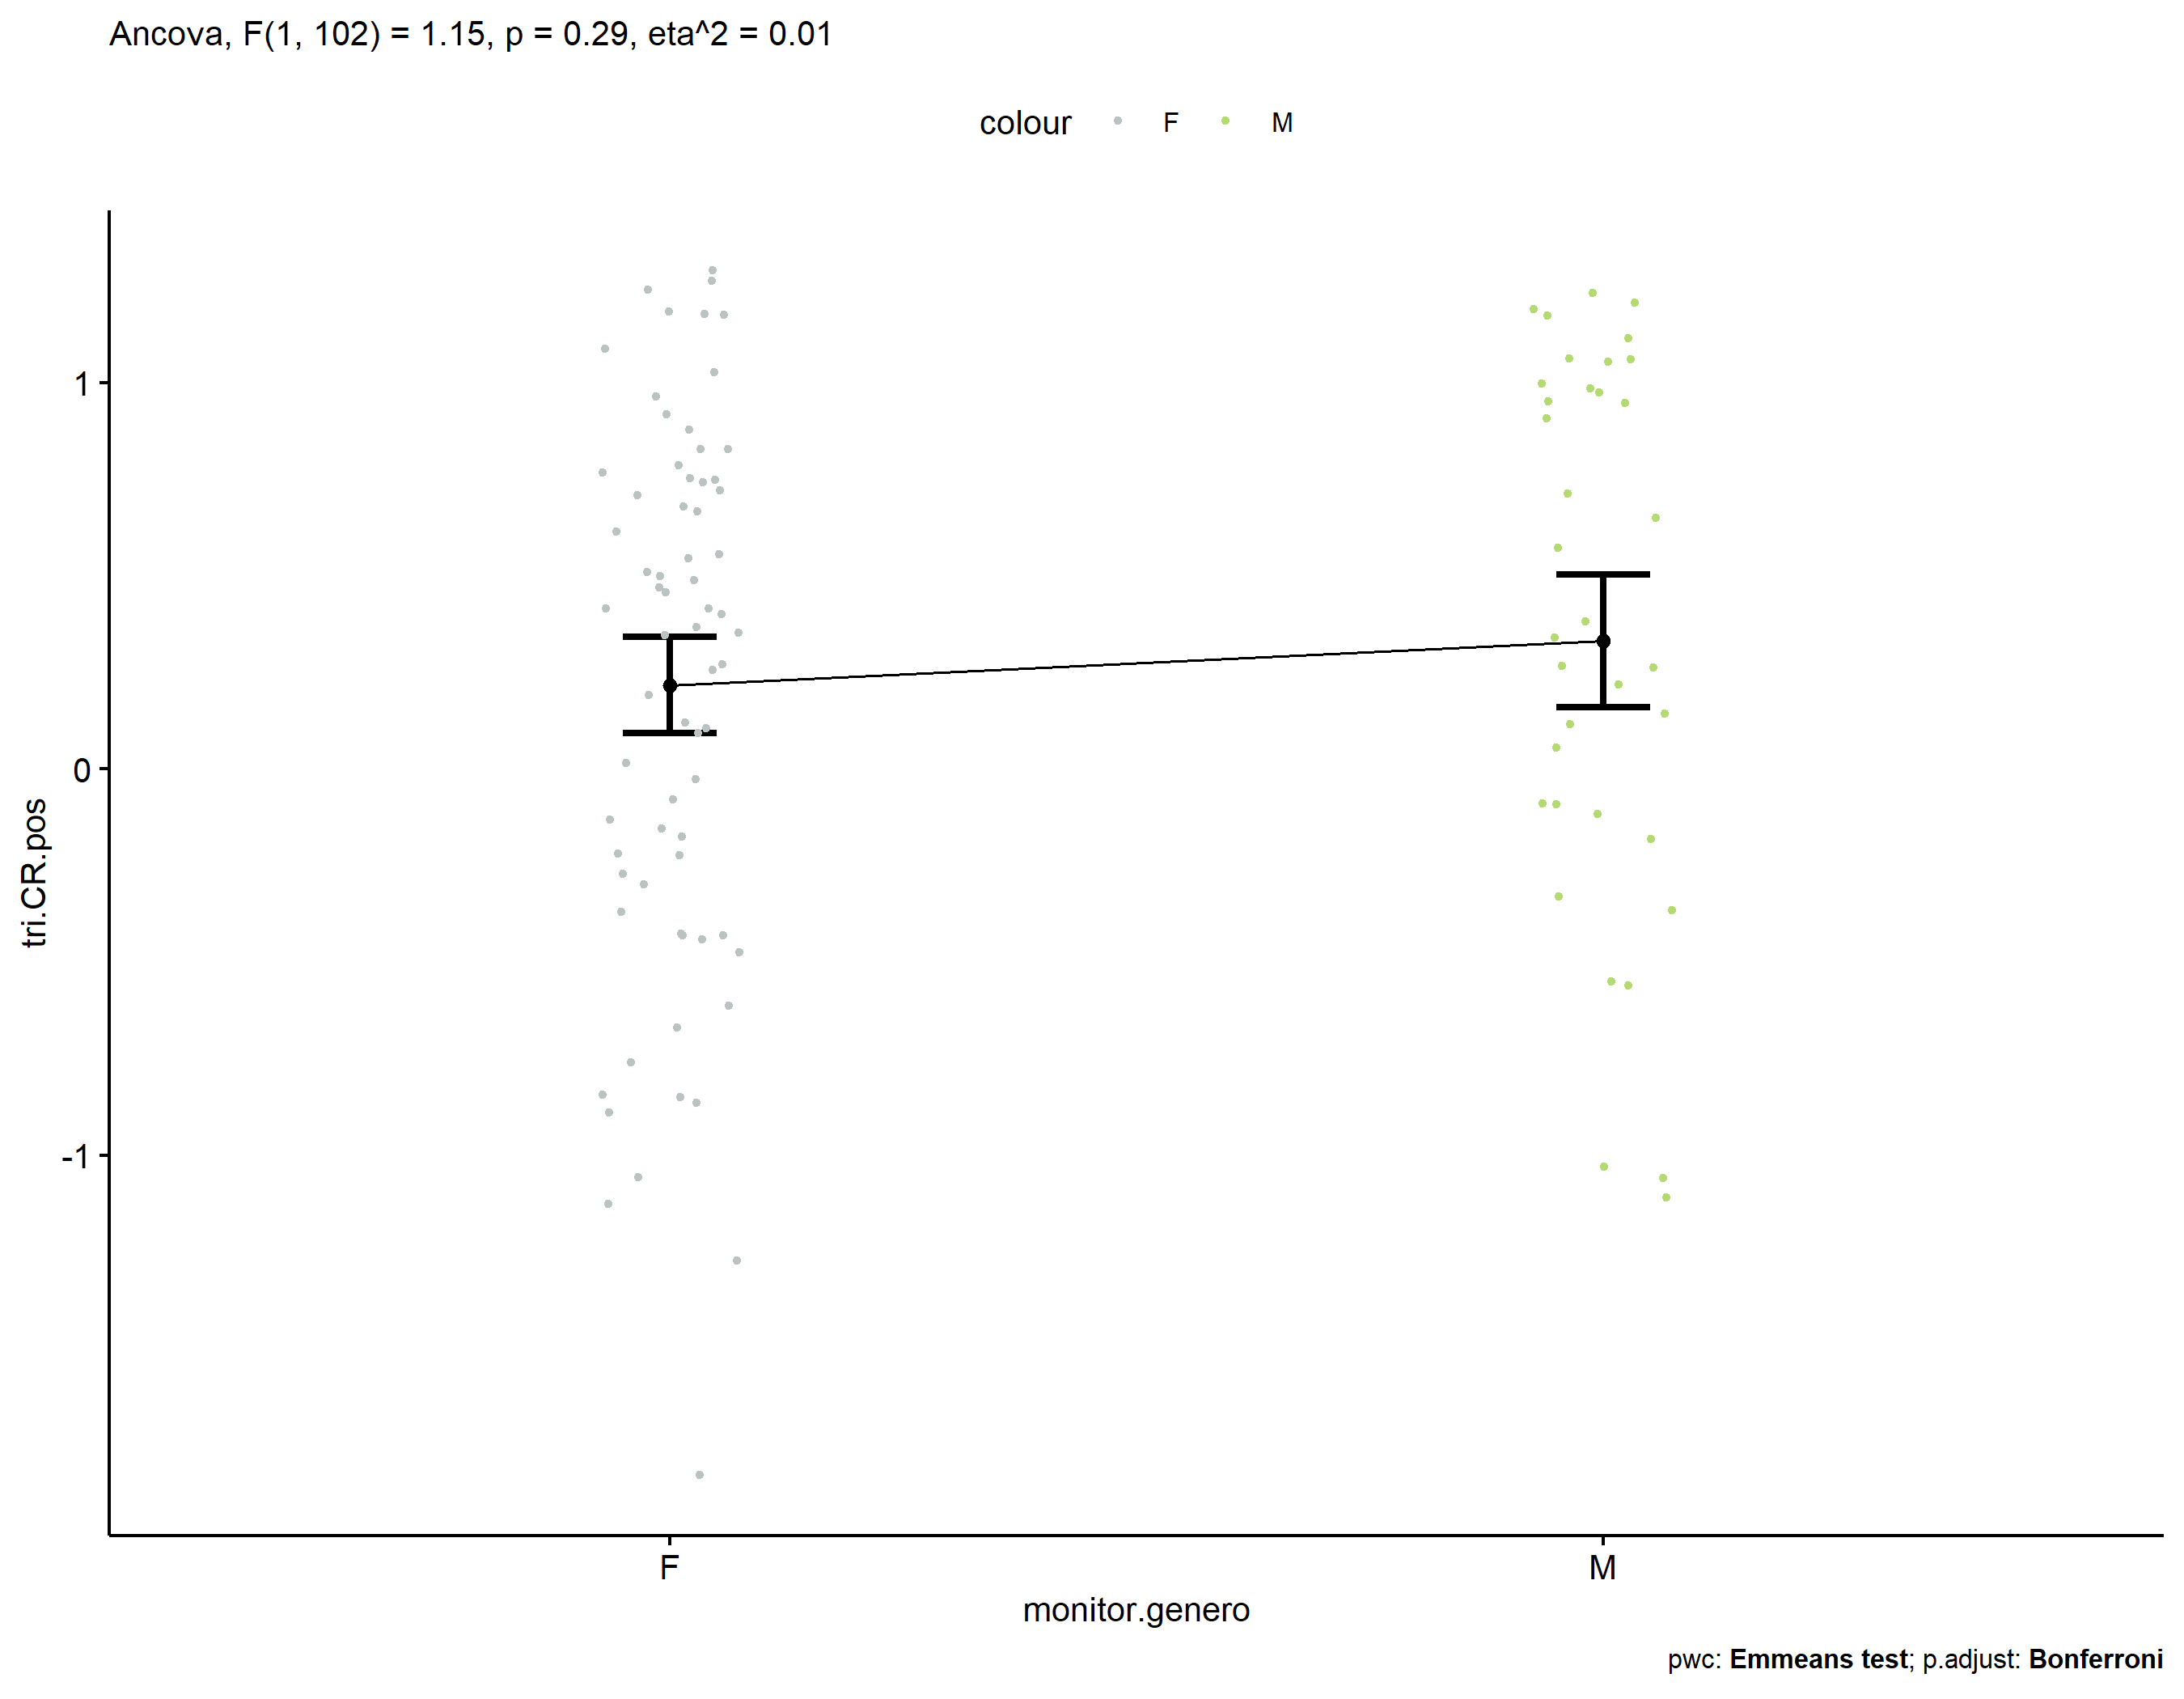 Ancova, F(1, 102) = 1.15, p = 0.29, eta^2 = 0.01
colour F M
1
0
-1
tri.CR.pos
F M
monitor.genero
pwc: Emmeans test; p.adjust: Bonferroni